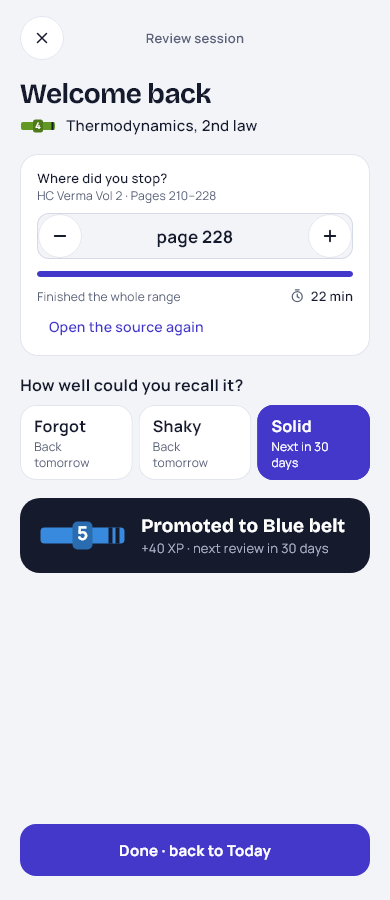 Review session
Welcome back
4 Thermodynamics, 2nd law
Where did you stop?
HC Verma Vol 2 · Pages 210–228
page 228
Finished the whole range
22 min
Open the source again
How well could you recall it?
Forgot
Back
tomorrow
Shaky
Back
tomorrow
Solid
Next in 30
days
5
Promoted to Blue belt
+40 XP · next review in 30 days
Done · back to Today